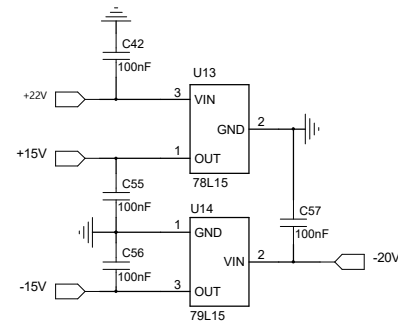 C42
100nF
U13
+22V
3
VIN
GND
2
+15V
1
OUT
78L15
C55
100nF
U14
1
GND
C57
100nF
C56
100nF
VIN
2
-20V
-15V
3
OUT
79L15